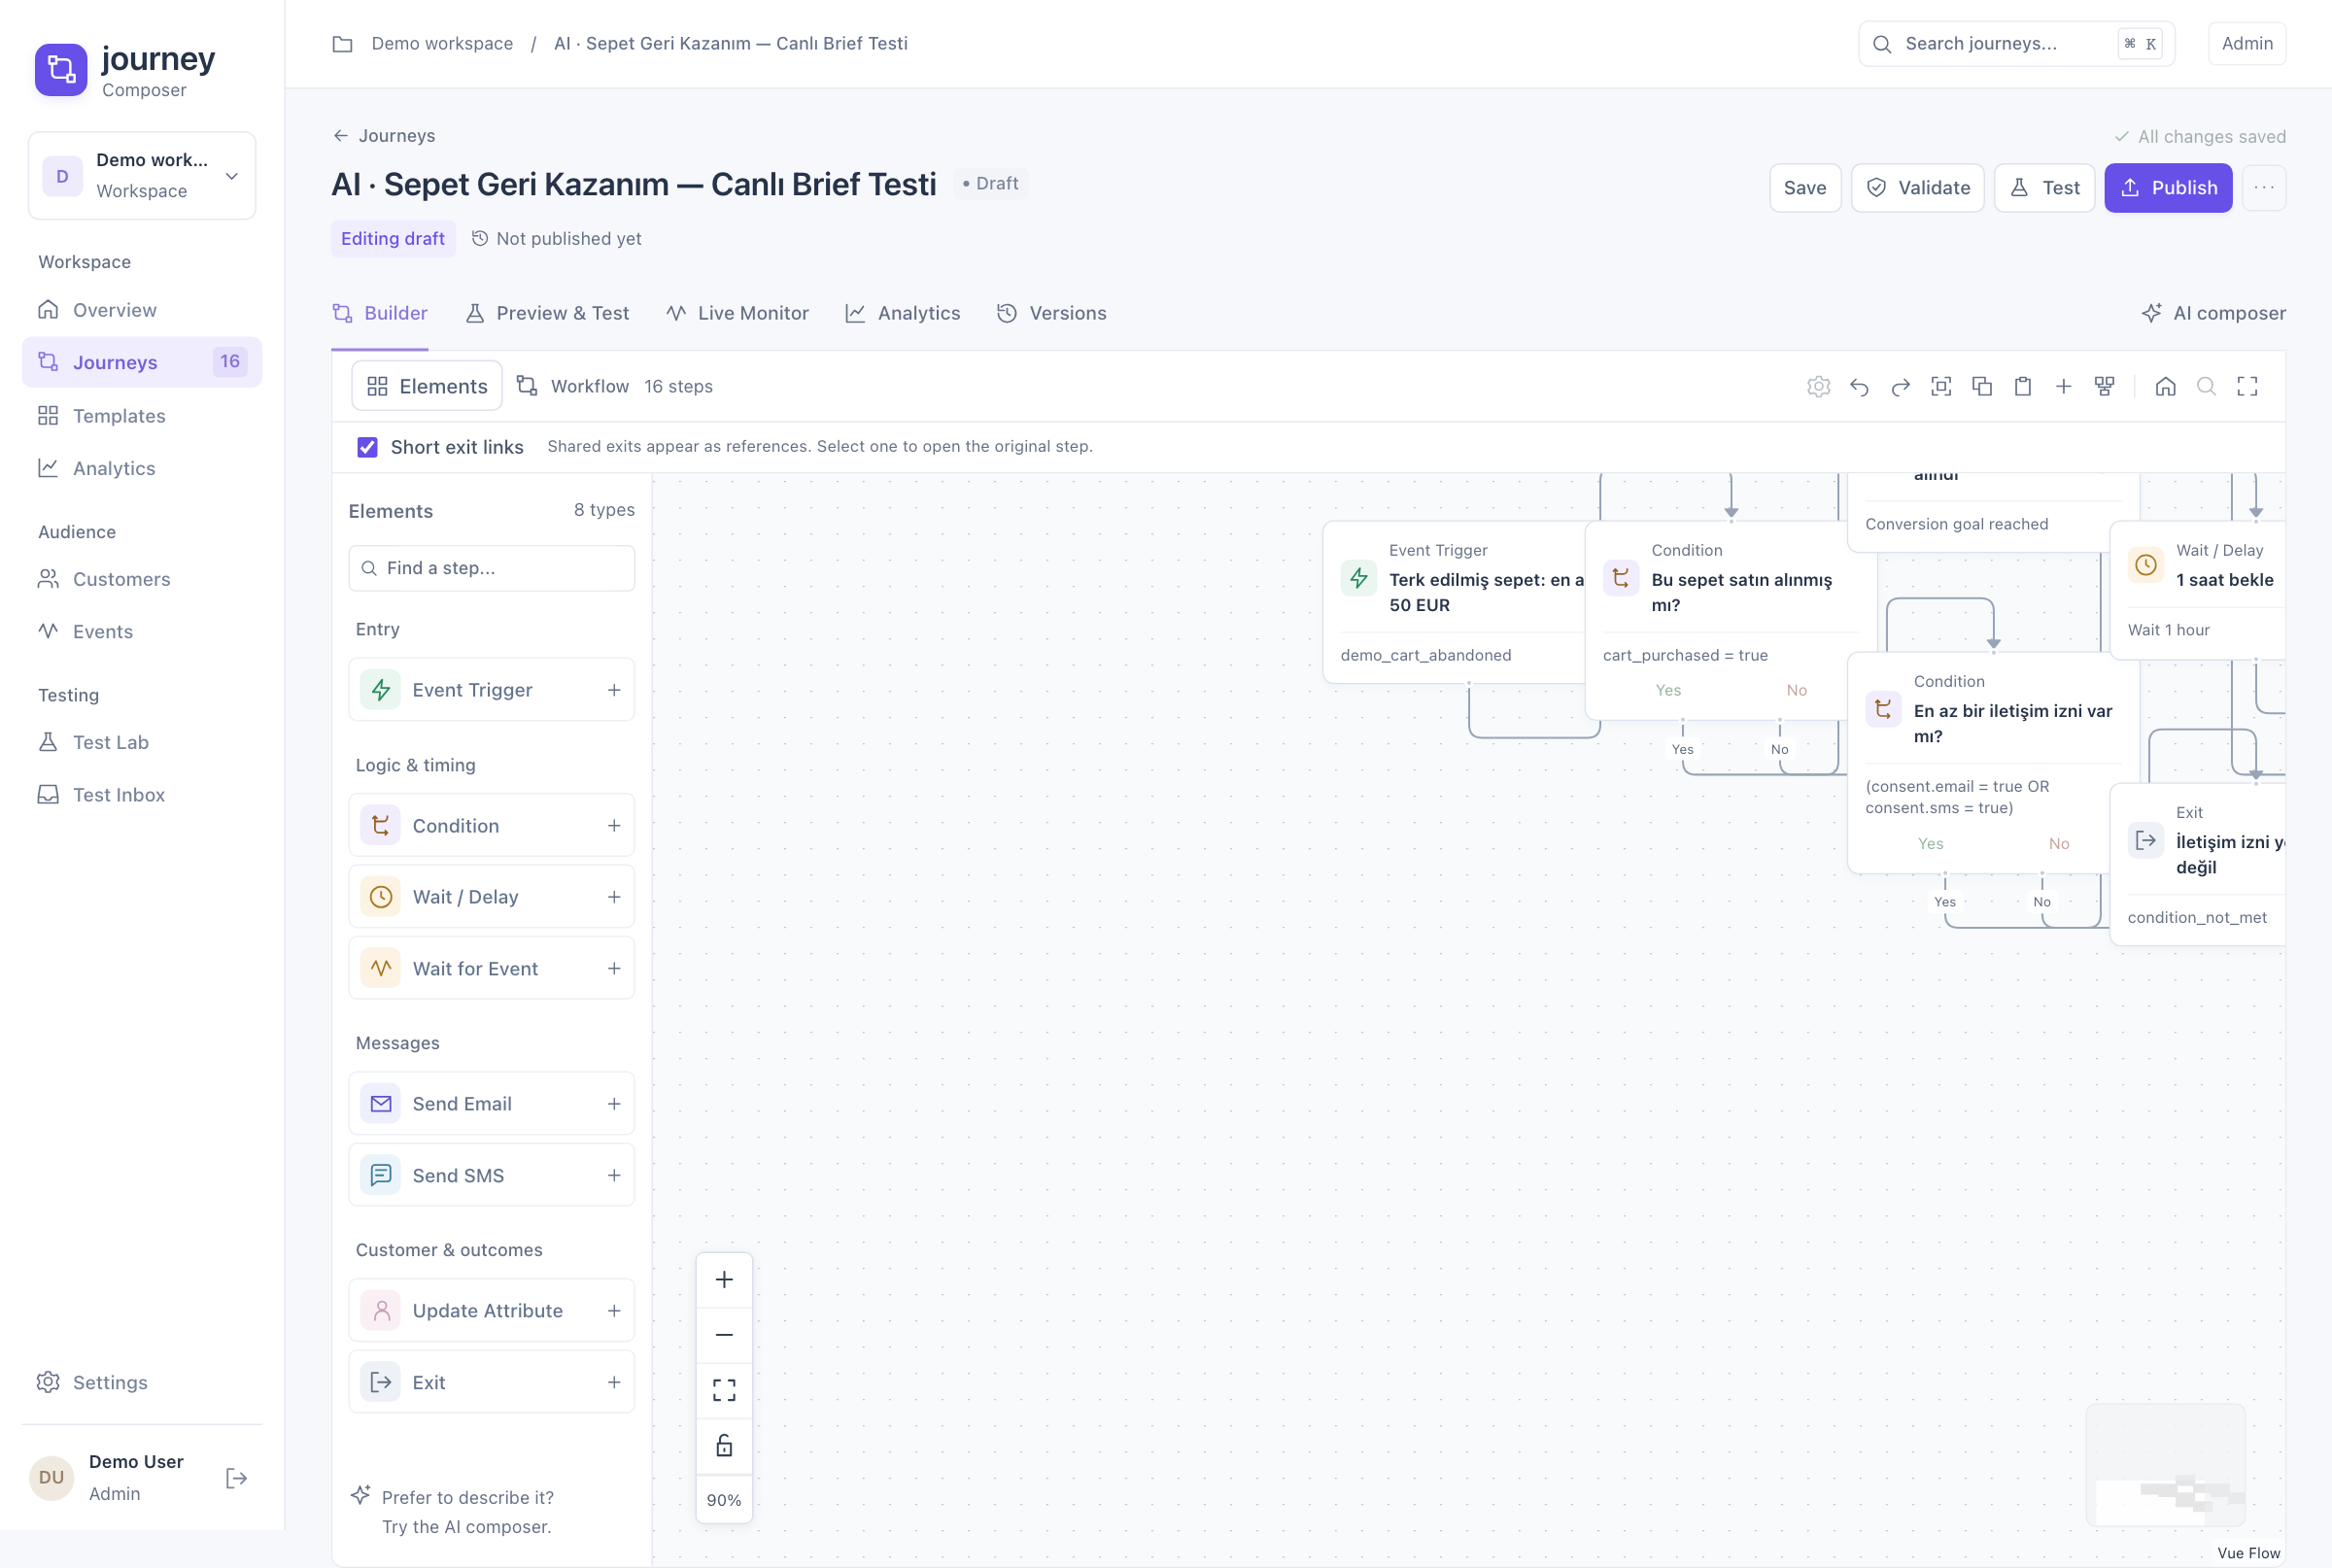 journey
Composer
D
Demo work...
Workspace
Workspace
Overview
Journeys 16
Templates
Analytics
Audience
Customers
Events
Testing
Test Lab
Test Inbox
Settings
DU
Demo User
Admin
Demo workspace / AI · Sepet Geri Kazanım — Canlı Brief Testi
Search journeys... ⌘ K
Admin
← Journeys
All changes saved
AI · Sepet Geri Kazanım — Canlı Brief Testi
• Draft
Save
Validate
Test
Publish
···
Editing draft
Not published yet
Builder
Preview & Test
Live Monitor
Analytics
Versions
AI composer
Elements
Workflow 16 steps
Short exit links
Shared exits appear as references. Select one to open the original step.
Elements 8 types
Find a step...
Entry
Event Trigger +
Logic & timing
Condition +
Wait / Delay +
Wait for Event +
Messages
Send Email +
Send SMS +
Customer & outcomes
Update Attribute +
Exit +
Prefer to describe it?
Try the AI composer.
Event Trigger
Terk edilmiş sepet: en a
50 EUR
demo_cart_abandoned
Condition
Bu sepet satın alınmış
mı?
cart_purchased = true
Yes No
Yes No
alındı
Conversion goal reached
Condition
En az bir iletişim izni var
mı?
(consent.email = true OR
consent.sms = true)
Yes No
Yes No
Wait / Delay
1 saat bekle
Wait 1 hour
Exit
İletişim izni y
değil
condition_not_met
90%
Vue Flow